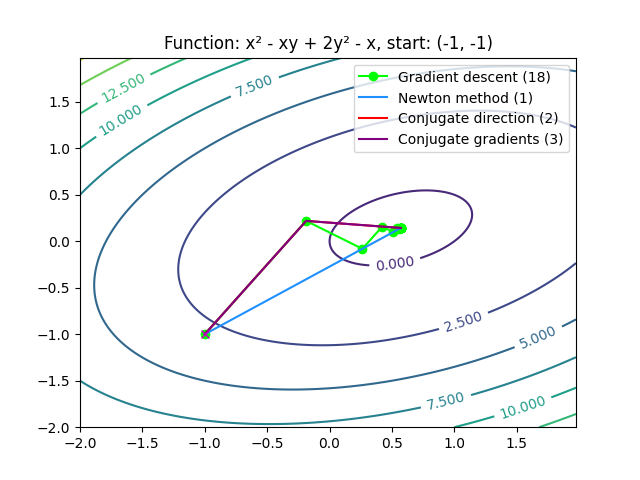 Function: x² - xy + 2y² - x, start: (-1, -1)
Gradient descent (18)
Newton method (1)
Conjugate direction (2)
Conjugate gradients (3)
12.500
10.000
7.500
0.000
2.500
5.000
7.500
10.000
1.5
1.0
0.5
0.0
−0.5
−1.0
−1.5
−2.0
−2.0 −1.5 −1.0 −0.5 0.0 0.5 1.0 1.5